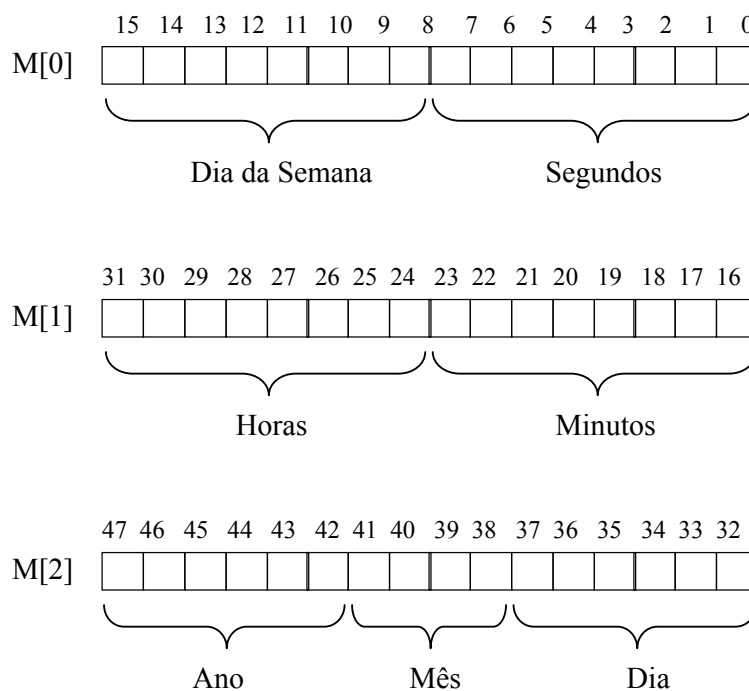 15 14 13 12 11 10 9 8 7 6 5 4 3 2 1 0
M[0]
Dia da Semana Segundos
31 30 29 28 27 26 25 24 23 22 21 20 19 18 17 16
M[1]
Horas Minutos
47 46 45 44 43 42 41 40 39 38 37 36 35 34 33 32
M[2]
Ano Mês Dia